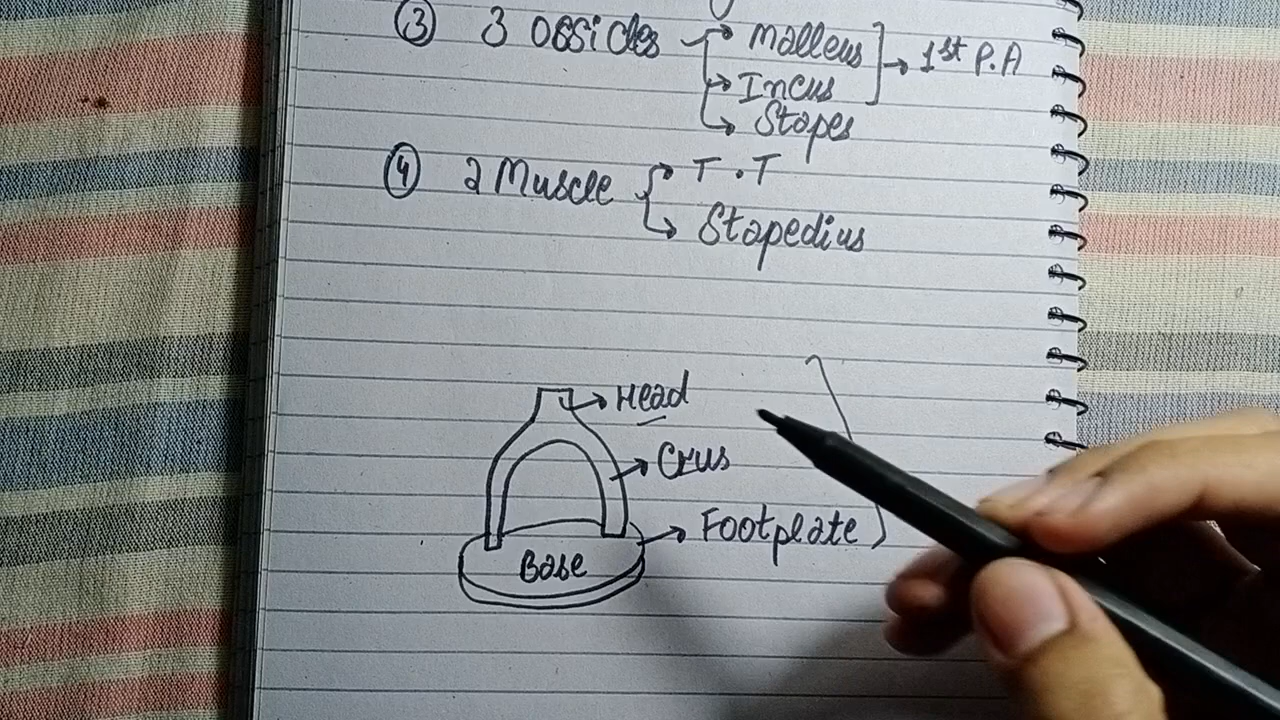 ③ 3 Ossicles → Malleus ] → 1st P.A
→ Incus
→ Stapes
④ 2 Muscle → T.T
→ Stapedius
→ Head
→ Crus
→ Footplate
Base